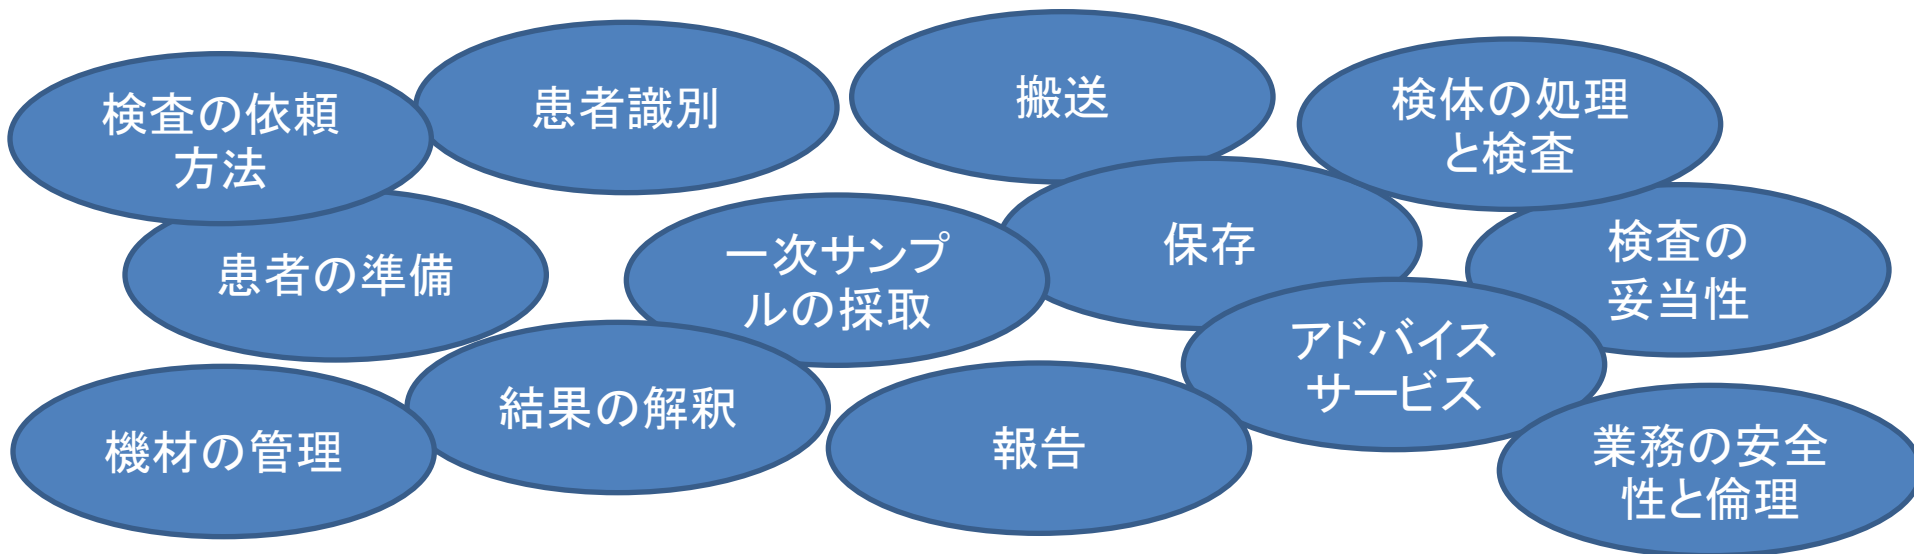 検査の依頼
方法
患者識別
搬送
検体の処理
と検査
患者の準備
一次サンプ
ルの採取
保存
検査の
妥当性
機材の管理
結果の解釈
報告
アドバイス
サービス
業務の安全
性と倫理